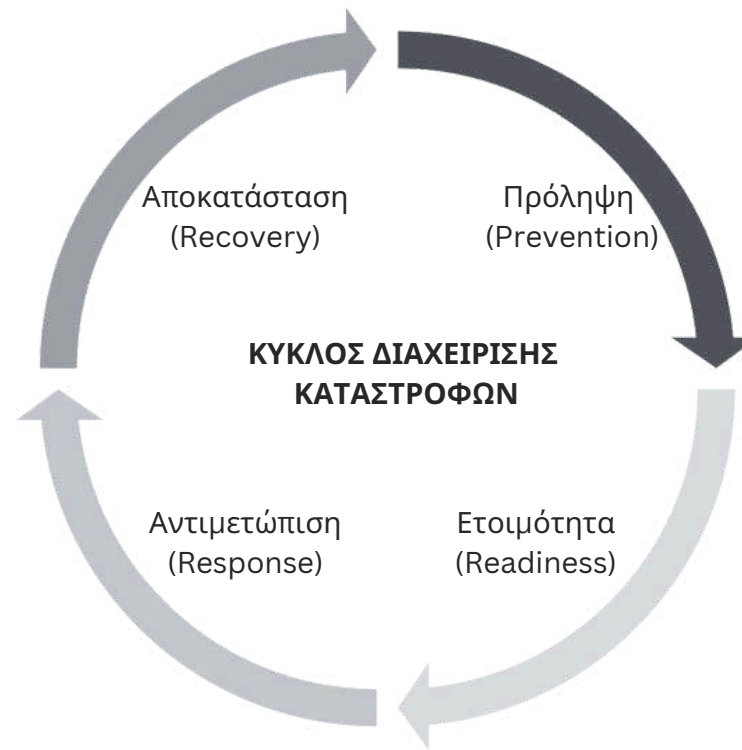 Αποκατάσταση
(Recovery)
Πρόληψη
(Prevention)
ΚΥΚΛΟΣ ΔΙΑΧΕΙΡΙΣΗΣ
ΚΑΤΑΣΤΡΟΦΩΝ
Αντιμετώπιση
(Response)
Ετοιμότητα
(Readiness)